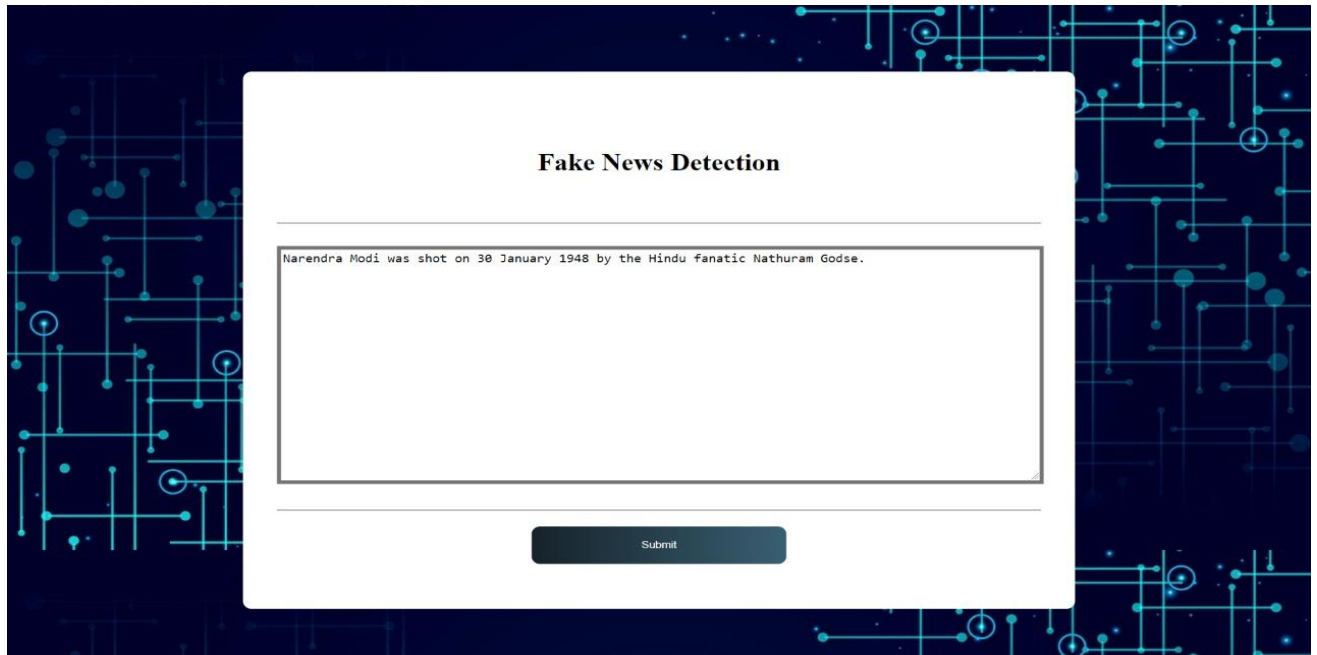 Fake News Detection
Narendra Modi was shot on 30 January 1948 by the Hindu fanatic Nathuram Godse.
Submit